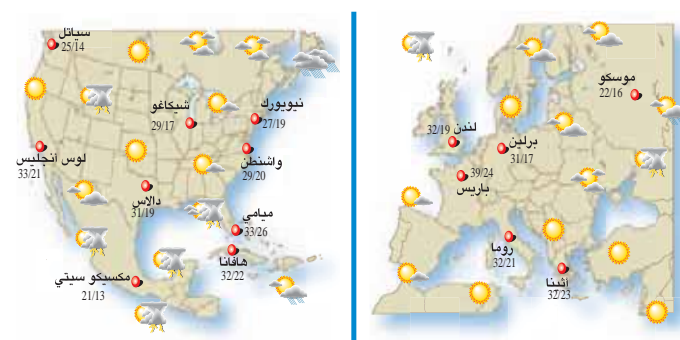 موسكو
22/16
لندن 32/19
برلين
31/17
39/24
باريس
روما
32/21
أثينا
32/23
سياتل
25/14
شيكاغو
29/17
نيويورك
27/19
لوس انجليس
33/21
واشنطن
29/20
دالاس
31/19
ميامي
33/26
هافانا
32/22
مكسيكو سيتي
21/13